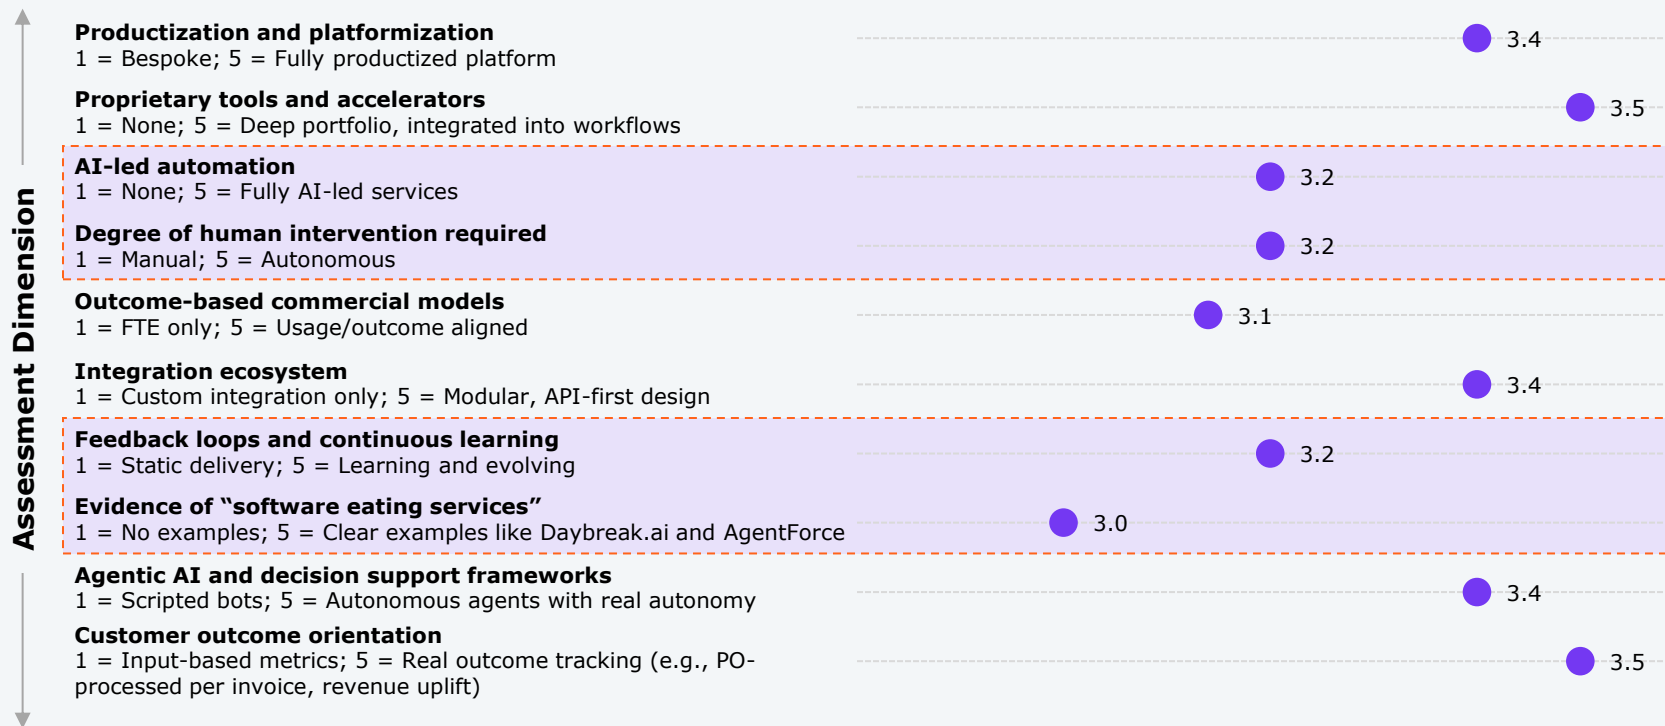 Assessment Dimension
Productization and platformization
1 = Bespoke; 5 = Fully productized platform
3.4
Proprietary tools and accelerators
1 = None; 5 = Deep portfolio, integrated into workflows
3.5
AI-led automation
1 = None; 5 = Fully AI-led services
3.2
Degree of human intervention required
1 = Manual; 5 = Autonomous
3.2
Outcome-based commercial models
1 = FTE only; 5 = Usage/outcome aligned
3.1
Integration ecosystem
1 = Custom integration only; 5 = Modular, API-first design
3.4
Feedback loops and continuous learning
1 = Static delivery; 5 = Learning and evolving
3.2
Evidence of “software eating services”
1 = No examples; 5 = Clear examples like Daybreak.ai and AgentForce
3.0
Agentic AI and decision support frameworks
1 = Scripted bots; 5 = Autonomous agents with real autonomy
3.4
Customer outcome orientation
1 = Input-based metrics; 5 = Real outcome tracking (e.g., PO-
processed per invoice, revenue uplift)
3.5